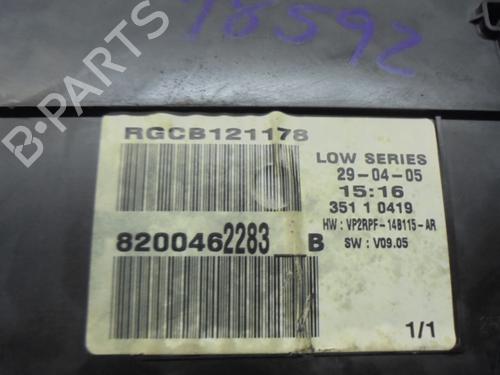 78592
RGCB121178
LOW SERIES
29-04-05
15:16
351 1 0419
HW : VP2RPF-14B115-AR
SW : V09.05
8200462283__B
1/1
B-PARTS